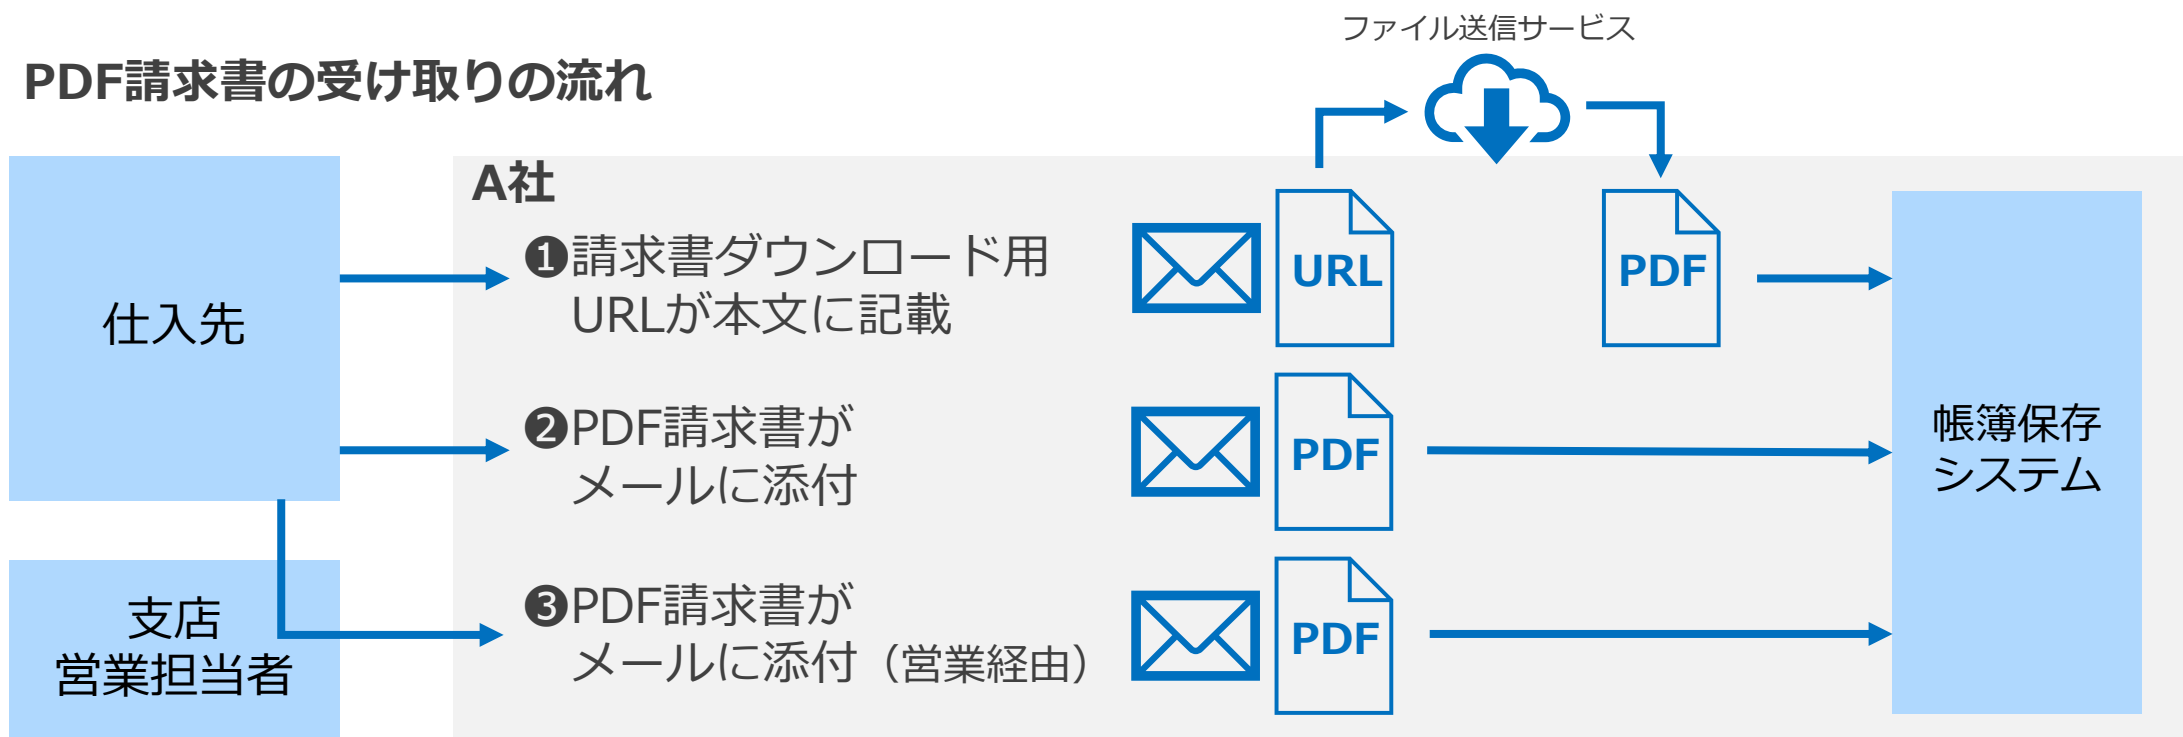 ファイル送信サービス
PDF請求書の受け取りの流れ
A社
仕入先
❶請求書ダウンロード用
URLが本文に記載
URL
PDF
❷PDF請求書が
メールに添付
PDF
支店
営業担当者
❸PDF請求書が
メールに添付（営業経由）
PDF
帳簿保存
システム